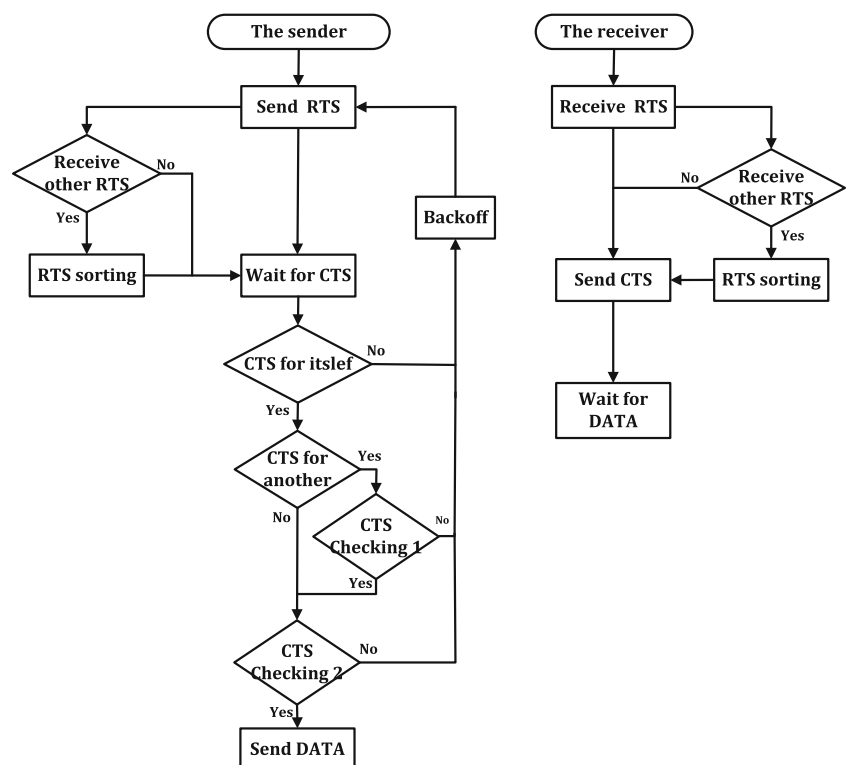 The sender
Send RTS
Receive
other RTS
No
Yes
RTS sorting
Wait for CTS
Backoff
CTS for itslef
No
Yes
CTS for
another
Yes
No
CTS
Checking 1
No
Yes
CTS
Checking 2
No
Yes
Send DATA
The receiver
Receive RTS
Receive
other RTS
No
Yes
Send CTS
RTS sorting
Wait for
DATA